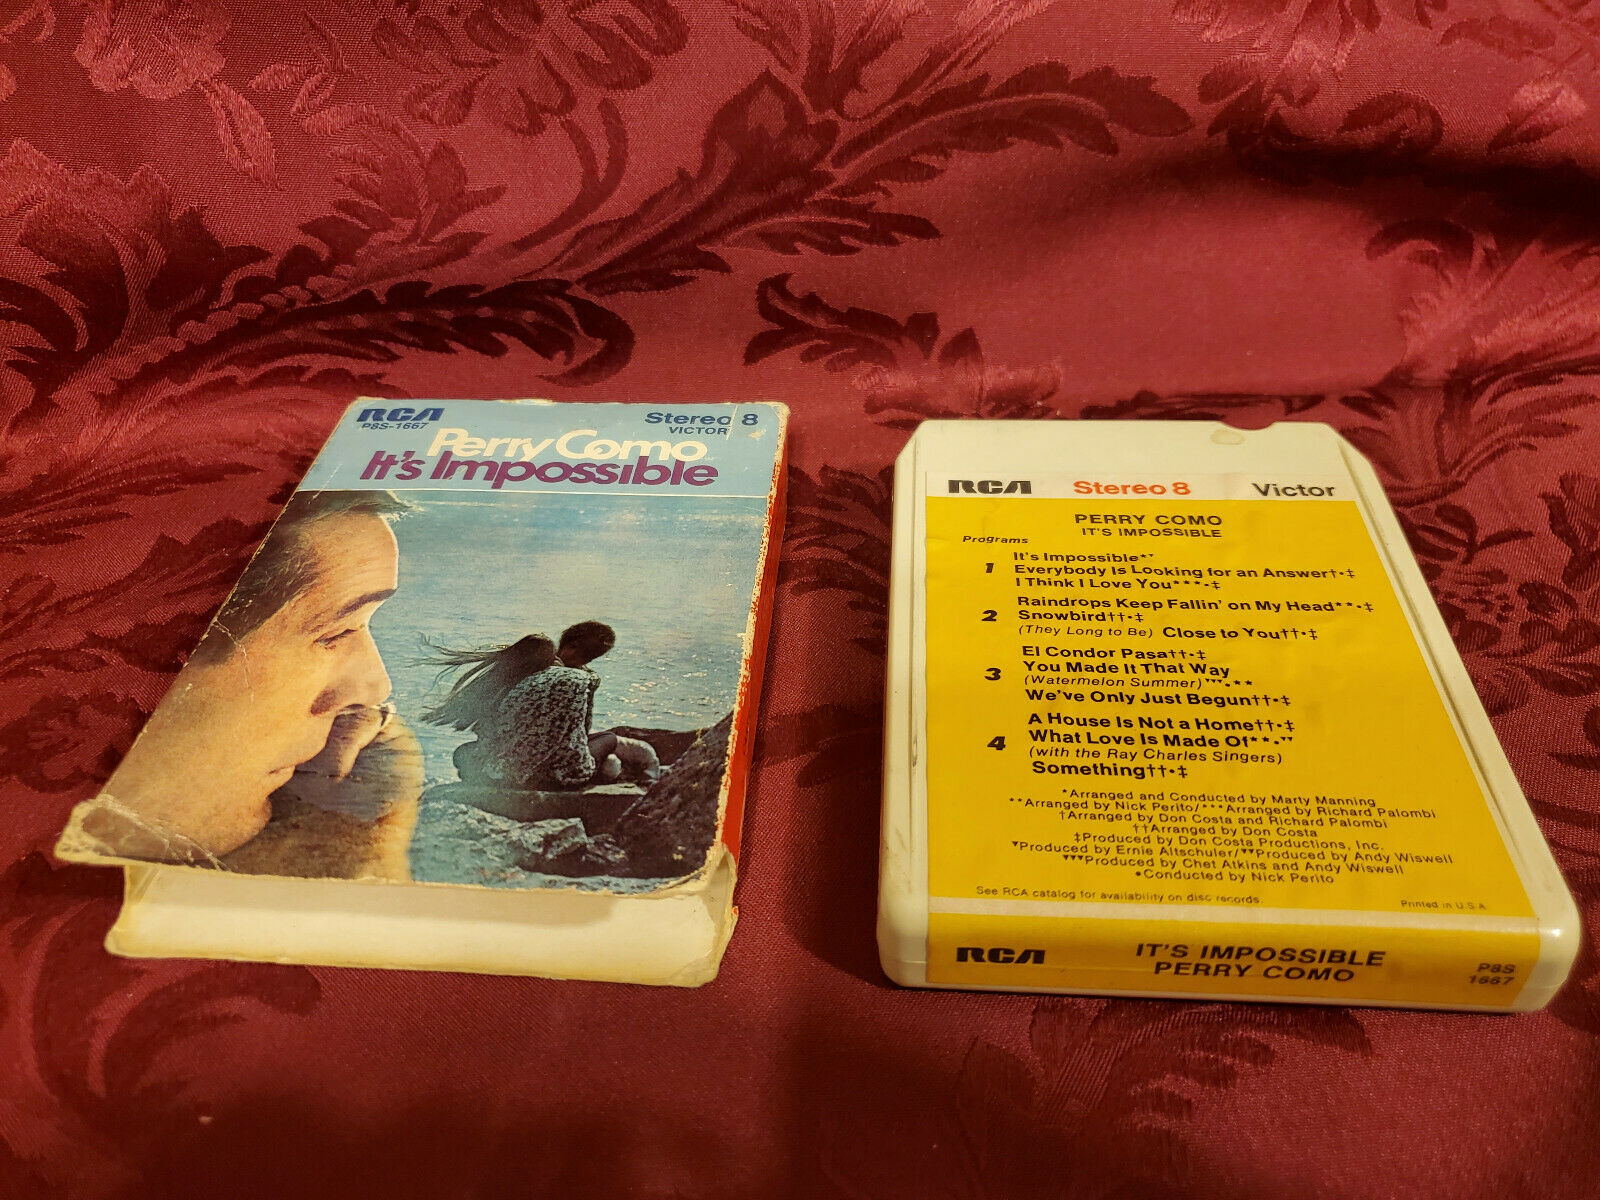 RCA Stereo 8
P8S-1667 VICTOR
Perry Como
It's Impossible
RCA Stereo 8 Victor
PERRY COMO
IT'S IMPOSSIBLE
Programs
1 It's Impossible*▼
Everybody Is Looking for an Answer†•‡
I Think I Love You***•‡
2 Raindrops Keep Fallin' on My Head**•‡
Snowbird††•‡
(They Long to Be) Close to You††•‡
3 El Condor Pasa††•‡
You Made It That Way
(Watermelon Summer)▼▼▼•**
We've Only Just Begun††•‡
4 A House Is Not a Home††•‡
What Love Is Made Of**•▼▼
(with the Ray Charles Singers)
Something††•‡
*Arranged and Conducted by Marty Manning
**Arranged by Nick Perito/***Arranged by Richard Palombi
†Arranged by Don Costa and Richard Palombi
††Arranged by Don Costa
‡Produced by Don Costa Productions, Inc.
▼Produced by Ernie Altschuler/▼▼Produced by Andy Wiswell
▼▼▼Produced by Chet Atkins and Andy Wiswell
•Conducted by Nick Perito
See RCA catalog for availability on disc records. Printed in U.S.A.
RCA IT'S IMPOSSIBLE P8S
PERRY COMO 1667